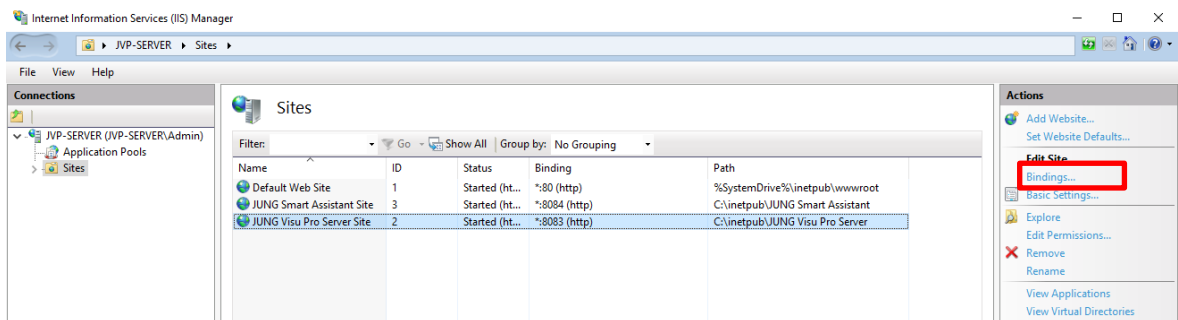 Internet Information Services (IIS) Manager
JVP-SERVER Sites
File View Help
Connections
JVP-SERVER (JVP-SERVER\Admin)
Application Pools
Sites
Sites
Filter: Go Show All Group by: No Grouping
Name ID Status Binding Path
Default Web Site 1 Started (ht... *:80 (http) %SystemDrive%\inetpub\wwwroot
JUNG Smart Assistant Site 3 Started (ht... *:8084 (http) C:\inetpub\JUNG Smart Assistant
JUNG Visu Pro Server Site 2 Started (ht... *:8083 (http) C:\inetpub\JUNG Visu Pro Server
Actions
Add Website...
Set Website Defaults...
Edit Site
Bindings...
Basic Settings...
Explore
Edit Permissions...
Remove
Rename
View Applications
View Virtual Directories